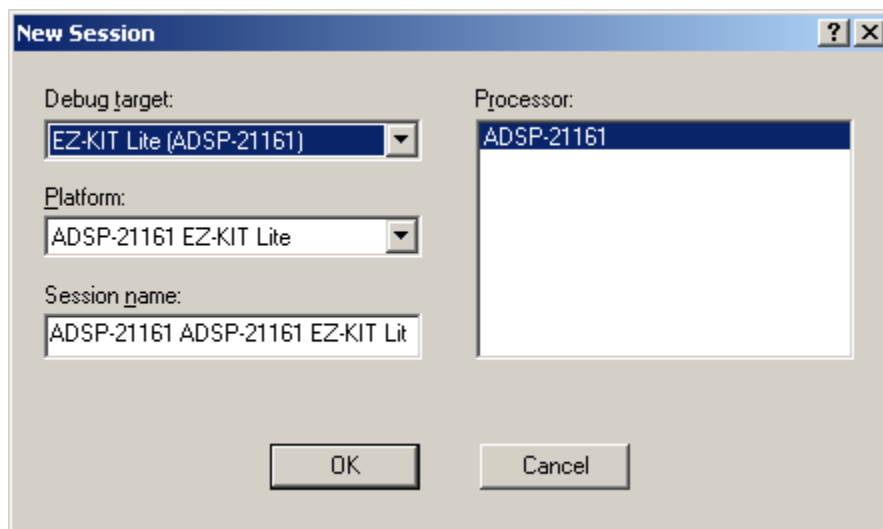 New Session
Debug target:
EZ-KIT Lite (ADSP-21161)
Platform:
ADSP-21161 EZ-KIT Lite
Session name:
ADSP-21161 ADSP-21161 EZ-KIT Lit
Processor:
ADSP-21161
OK
Cancel